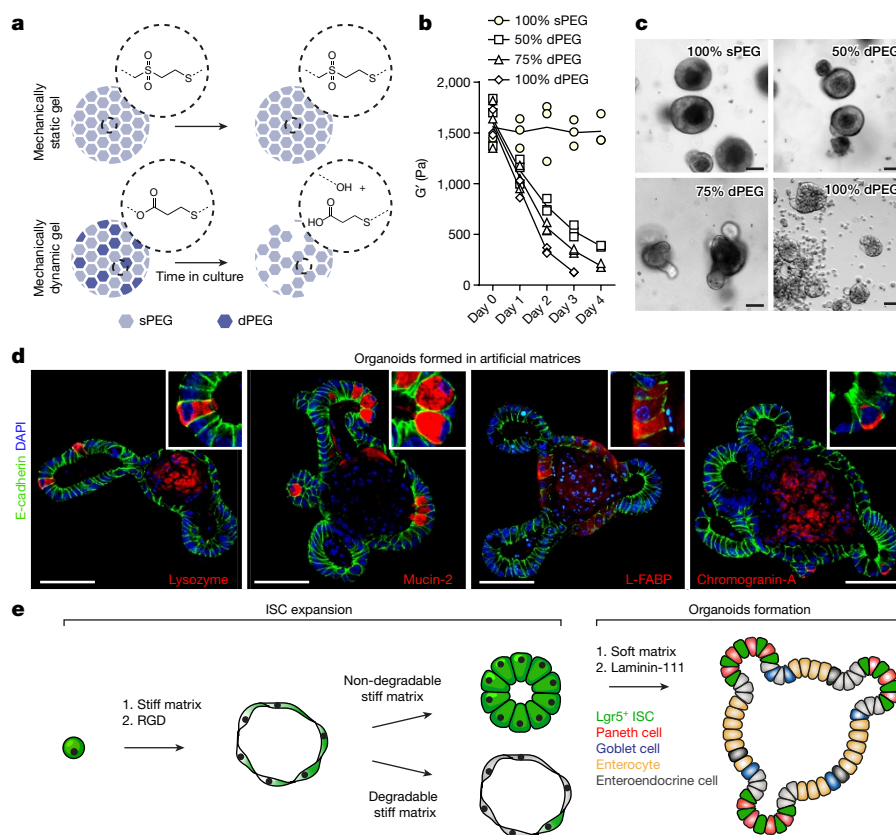 a
Mechanically
static gel
O
S
O
S
O
S
O
S
Mechanically
dynamic gel
O
O
S
Time in culture
OH +
O
HO
S
sPEG
dPEG
b
100% sPEG
50% dPEG
75% dPEG
100% dPEG
2,000
1,500
1,000
500
0
G′ (Pa)
Day 0
Day 1
Day 2
Day 3
Day 4
c
100% sPEG
50% dPEG
75% dPEG
100% dPEG
d
Organoids formed in artificial matrices
E-cadherin DAPI
Lysozyme
Mucin-2
L-FABP
Chromogranin-A
e
ISC expansion
Organoids formation
1. Stiff matrix
2. RGD
Non-degradable
stiff matrix
Degradable
stiff matrix
1. Soft matrix
2. Laminin-111
Lgr5⁺ ISC
Paneth cell
Goblet cell
Enterocyte
Enteroendocrine cell